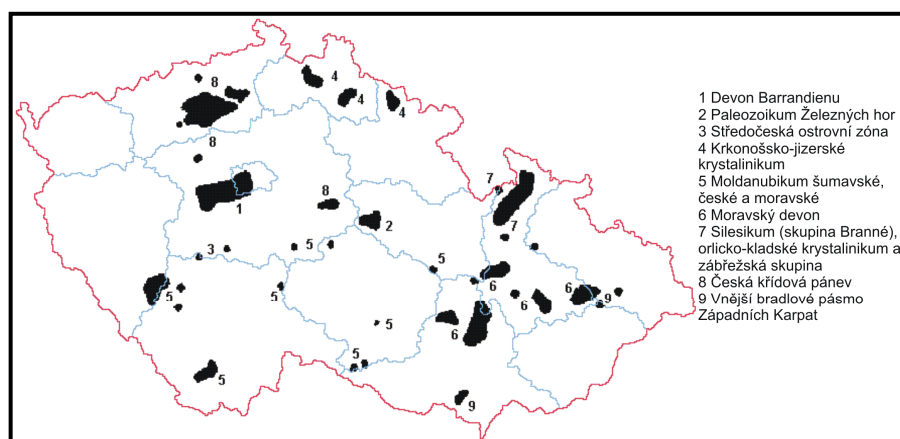 8
4
4
4
8
1
8
2
3
5
5
5
5
5
5
5
6
6
6
6
7
7
9
9
1 Devon Barrandienu
2 Paleozoikum Železných hor
3 Středočeská ostrovní zóna
4 Krkonošsko-jizerské
krystalinikum
5 Moldanubikum šumavské,
české a moravské
6 Moravský devon
7 Silesikum (skupina Branné),
orlicko-kladské krystalinikum a
zábřežská skupina
8 Česká křídová pánev
9 Vnější bradlové pásmo
Západních Karpat